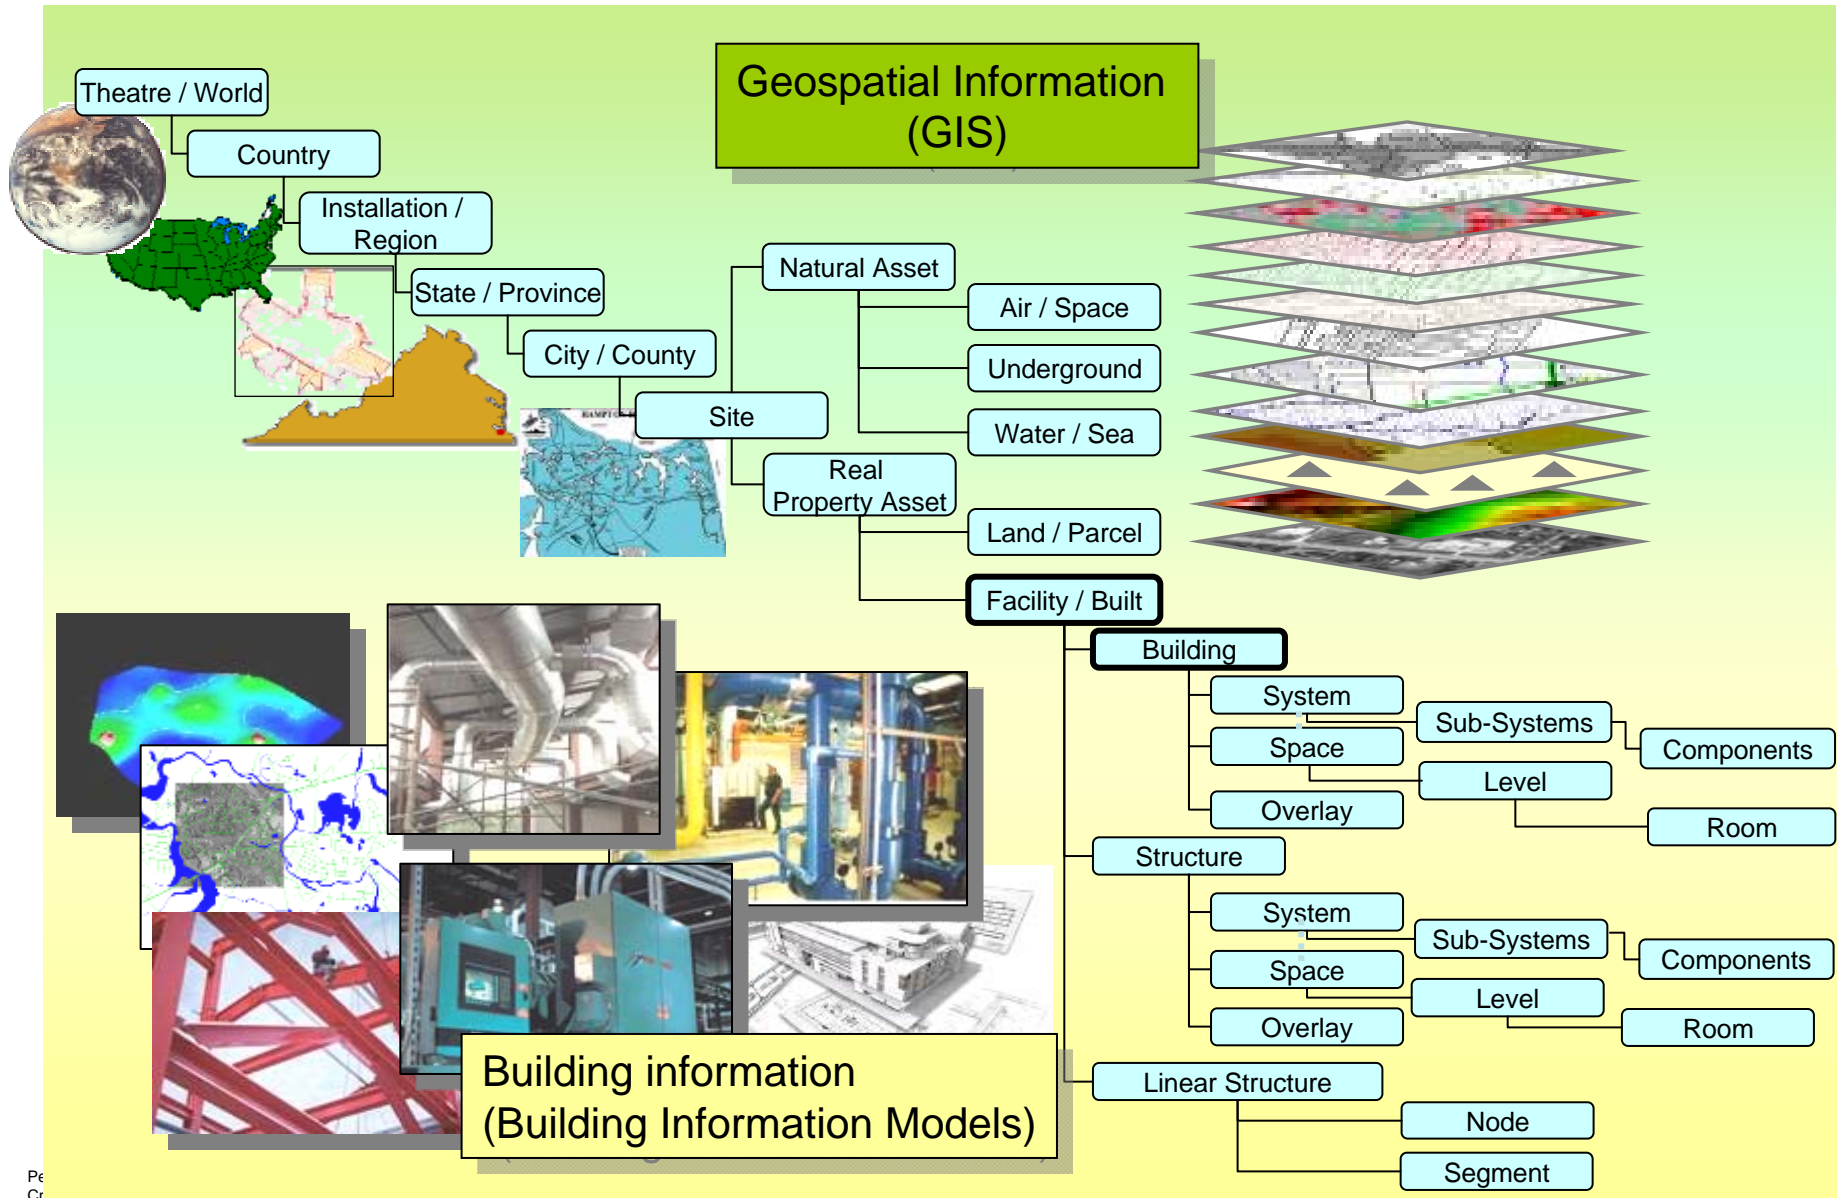 Geospatial Information
(GIS)
Theatre / World
Country
Installation /
Region
State / Province
City / County
Site
Natural Asset
Air / Space
Underground
Water / Sea
Real
Property Asset
Land / Parcel
Facility / Built
Building
System
Sub-Systems
Components
Space
Level
Room
Overlay
Structure
System
Sub-Systems
Components
Space
Level
Room
Overlay
Linear Structure
Node
Segment
Building information
(Building Information Models)